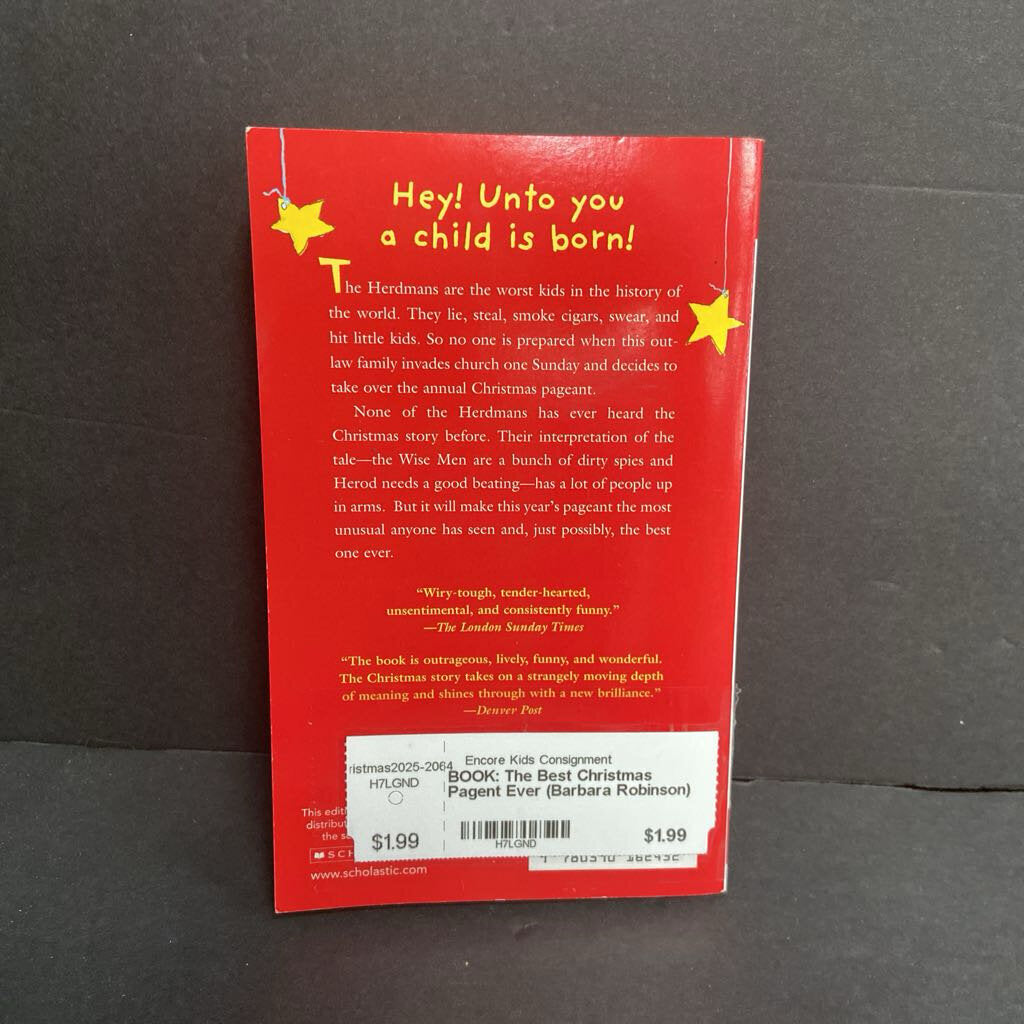 Hey! Unto you
a child is born!
The Herdmans are the worst kids in the history of
the world. They lie, steal, smoke cigars, swear, and
hit little kids. So no one is prepared when this out-
law family invades church one Sunday and decides to
take over the annual Christmas pageant.
None of the Herdmans has ever heard the
Christmas story before. Their interpretation of the
tale—the Wise Men are a bunch of dirty spies and
Herod needs a good beating—has a lot of people up
in arms. But it will make this year's pageant the most
unusual anyone has seen and, just possibly, the best
one ever.
“Wiry-tough, tender-hearted,
unsentimental, and consistently funny.”
—The London Sunday Times
“The book is outrageous, lively, funny, and wonderful.
The Christmas story takes on a strangely moving depth
of meaning and shines through with a new brilliance.”
—Denver Post
ristmas2025-2064
H7LGND
$1.99
Encore Kids Consignment
BOOK: The Best Christmas
Pagent Ever (Barbara Robinson)
H7LGND
$1.99
This edit
distribut
the s
SCH
www.scholastic.com